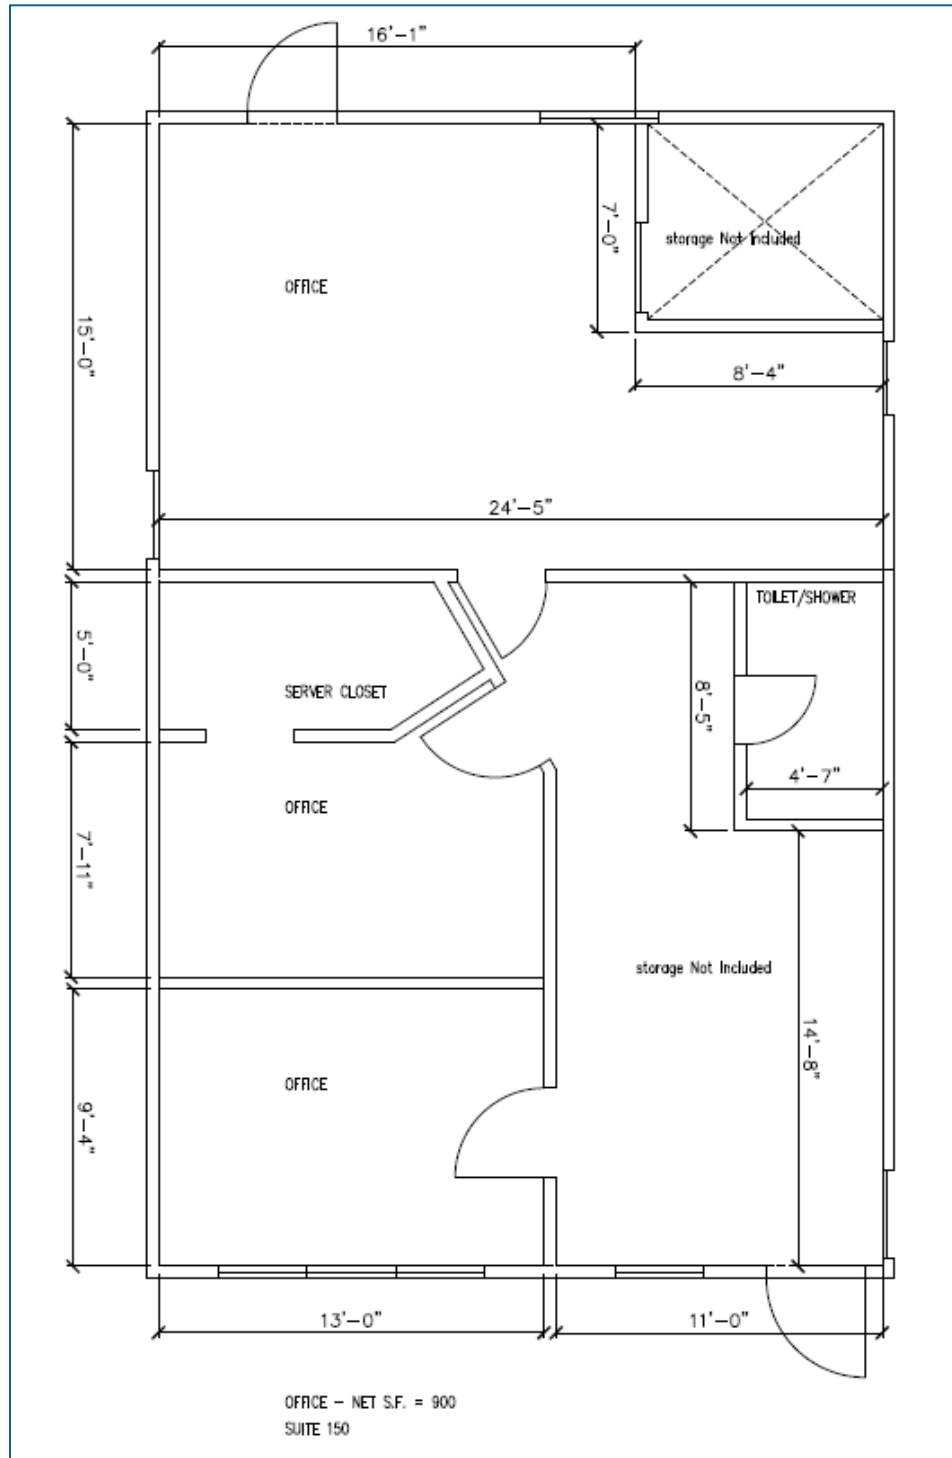 16'-1"
7'-0"
storage Not Included
OFFICE
15'-0"
8'-4"
24'-5"
TOILET/SHOWER
5'-0"
SERVER CLOSET
8'-5"
4'-7"
OFFICE
7'-11"
storage Not Included
14'-8"
OFFICE
9'-4"
13'-0"
11'-0"
OFFICE - NET S.F. = 900
SUITE 150